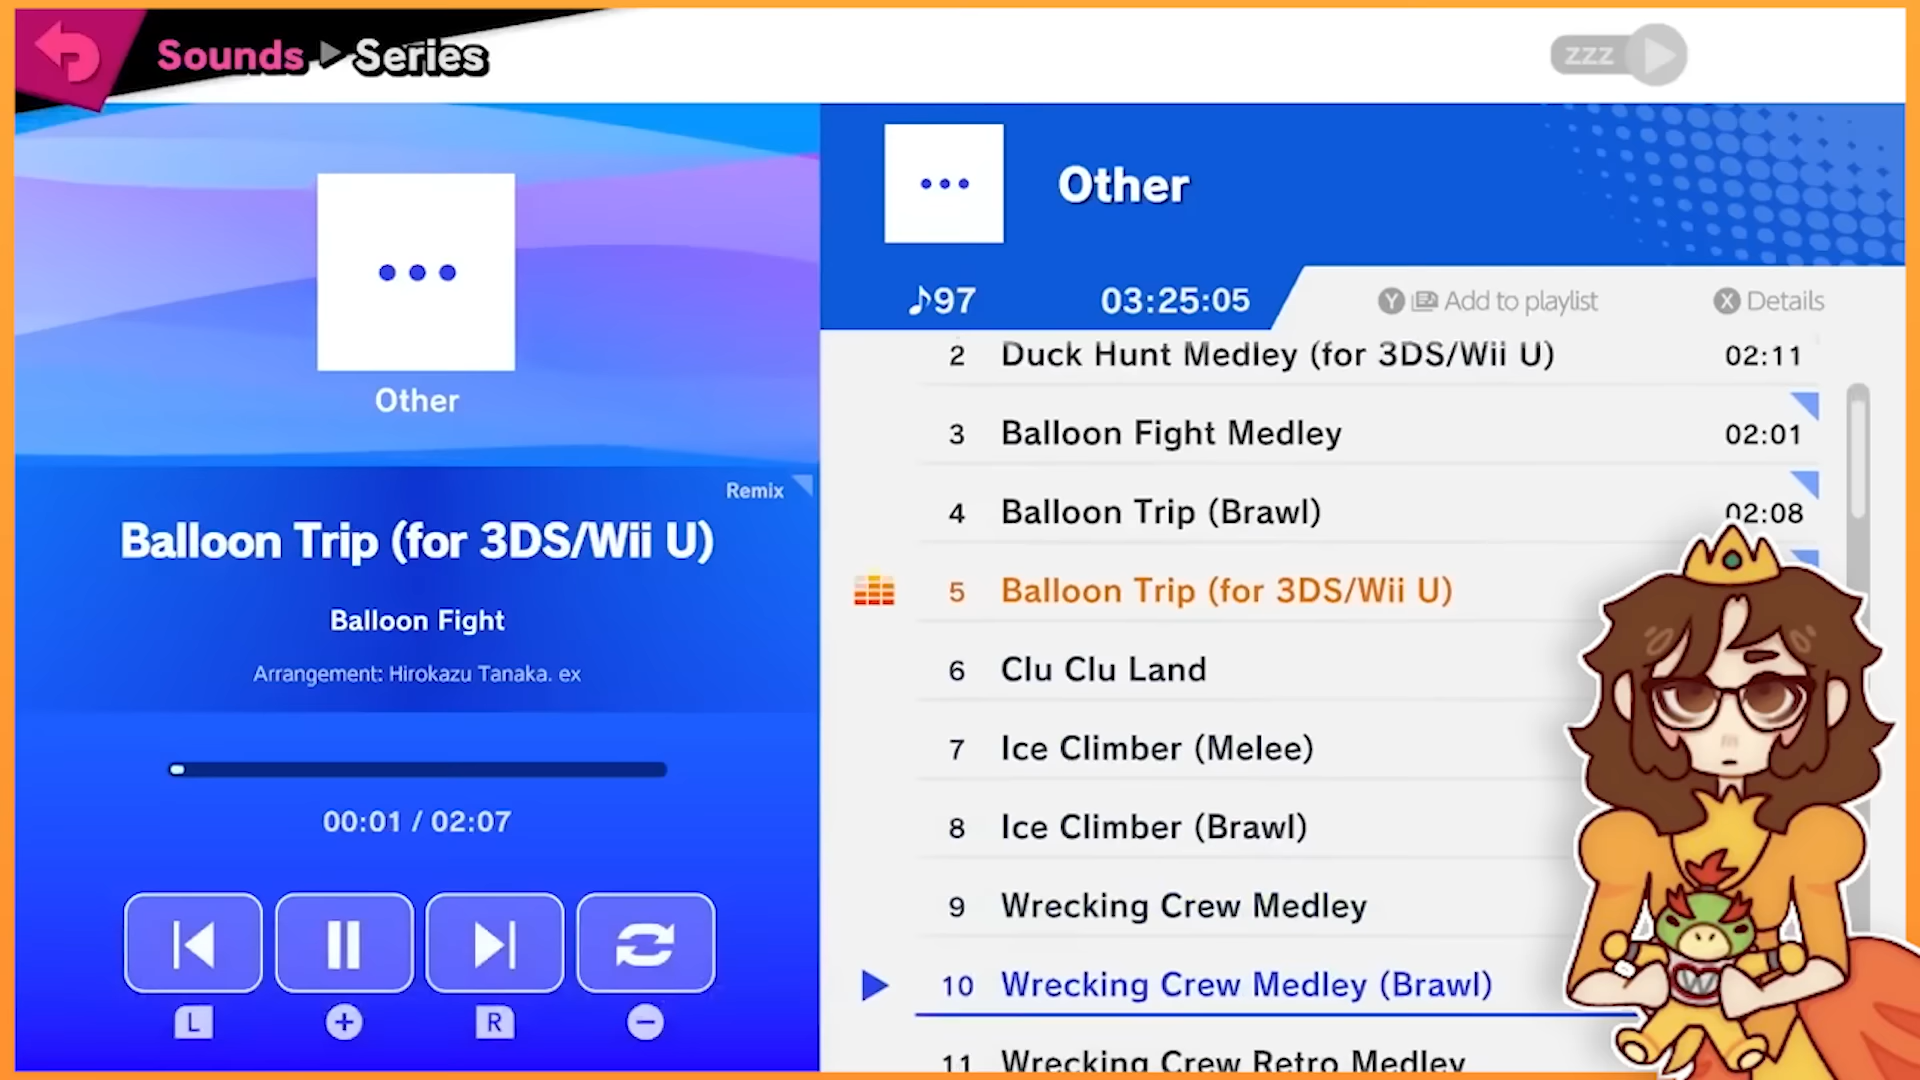 Sounds ▶ Series
zzz
Other
Other
♪97 03:25:05 Y Add to playlist X Details
Remix
Balloon Trip (for 3DS/Wii U)
Balloon Fight
Arrangement: Hirokazu Tanaka. ex
00:01 / 02:07
L + R −
2 Duck Hunt Medley (for 3DS/Wii U) 02:11
3 Balloon Fight Medley 02:01
4 Balloon Trip (Brawl) 02:08
5 Balloon Trip (for 3DS/Wii U)
6 Clu Clu Land
7 Ice Climber (Melee)
8 Ice Climber (Brawl)
9 Wrecking Crew Medley
10 Wrecking Crew Medley (Brawl)
11 Wrecking Crew Retro Medley